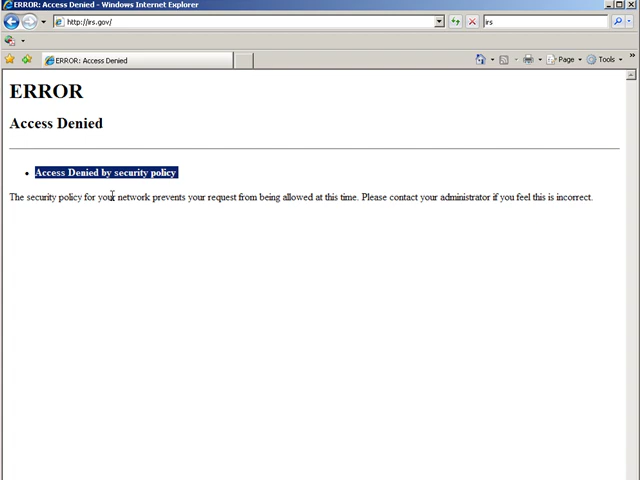 ERROR: Access Denied - Windows Internet Explorer
http://irs.gov/
irs
ERROR: Access Denied
Page
Tools
»
ERROR
Access Denied
• Access Denied by security policy
The security policy for your network prevents your request from being allowed at this time. Please contact your administrator if you feel this is incorrect.